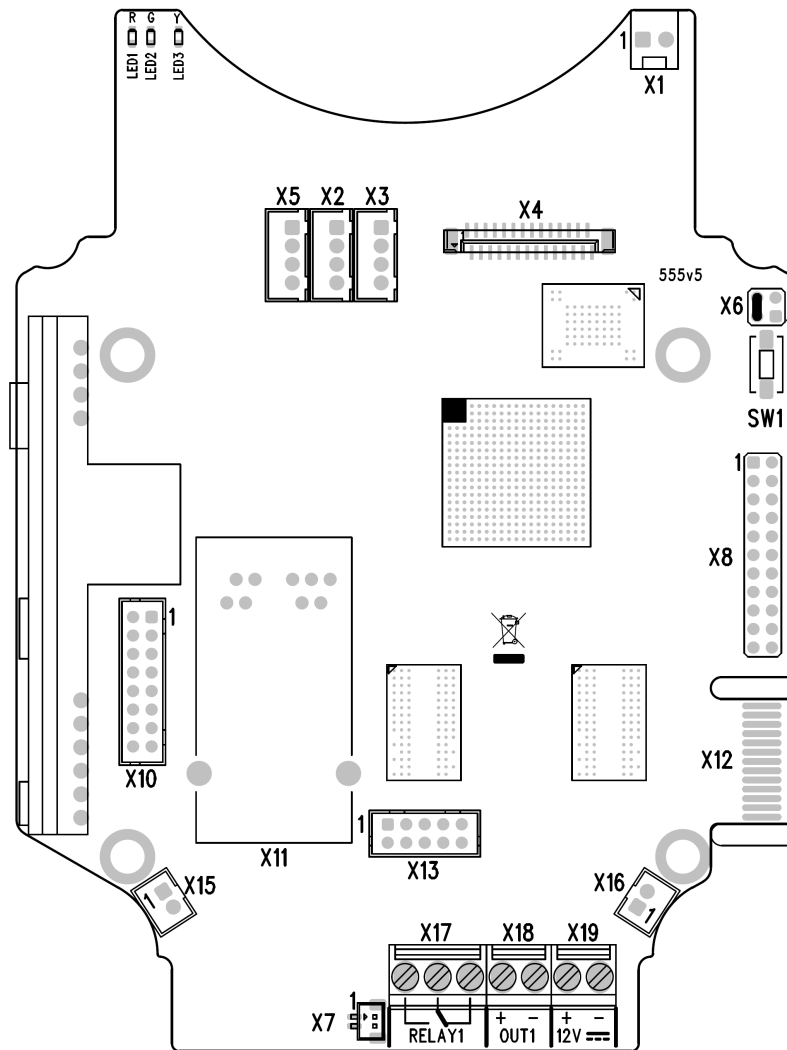 R G Y
LED1 LED2 LED3
1
X1
X5 X2 X3
X4
1
555v5
X6
SW1
1
X8
1
X10
X12
1
X11
X13
X15
1
X16
1
X17 X18 X19
1
X7
+ - + -
RELAY1 OUT1 12V